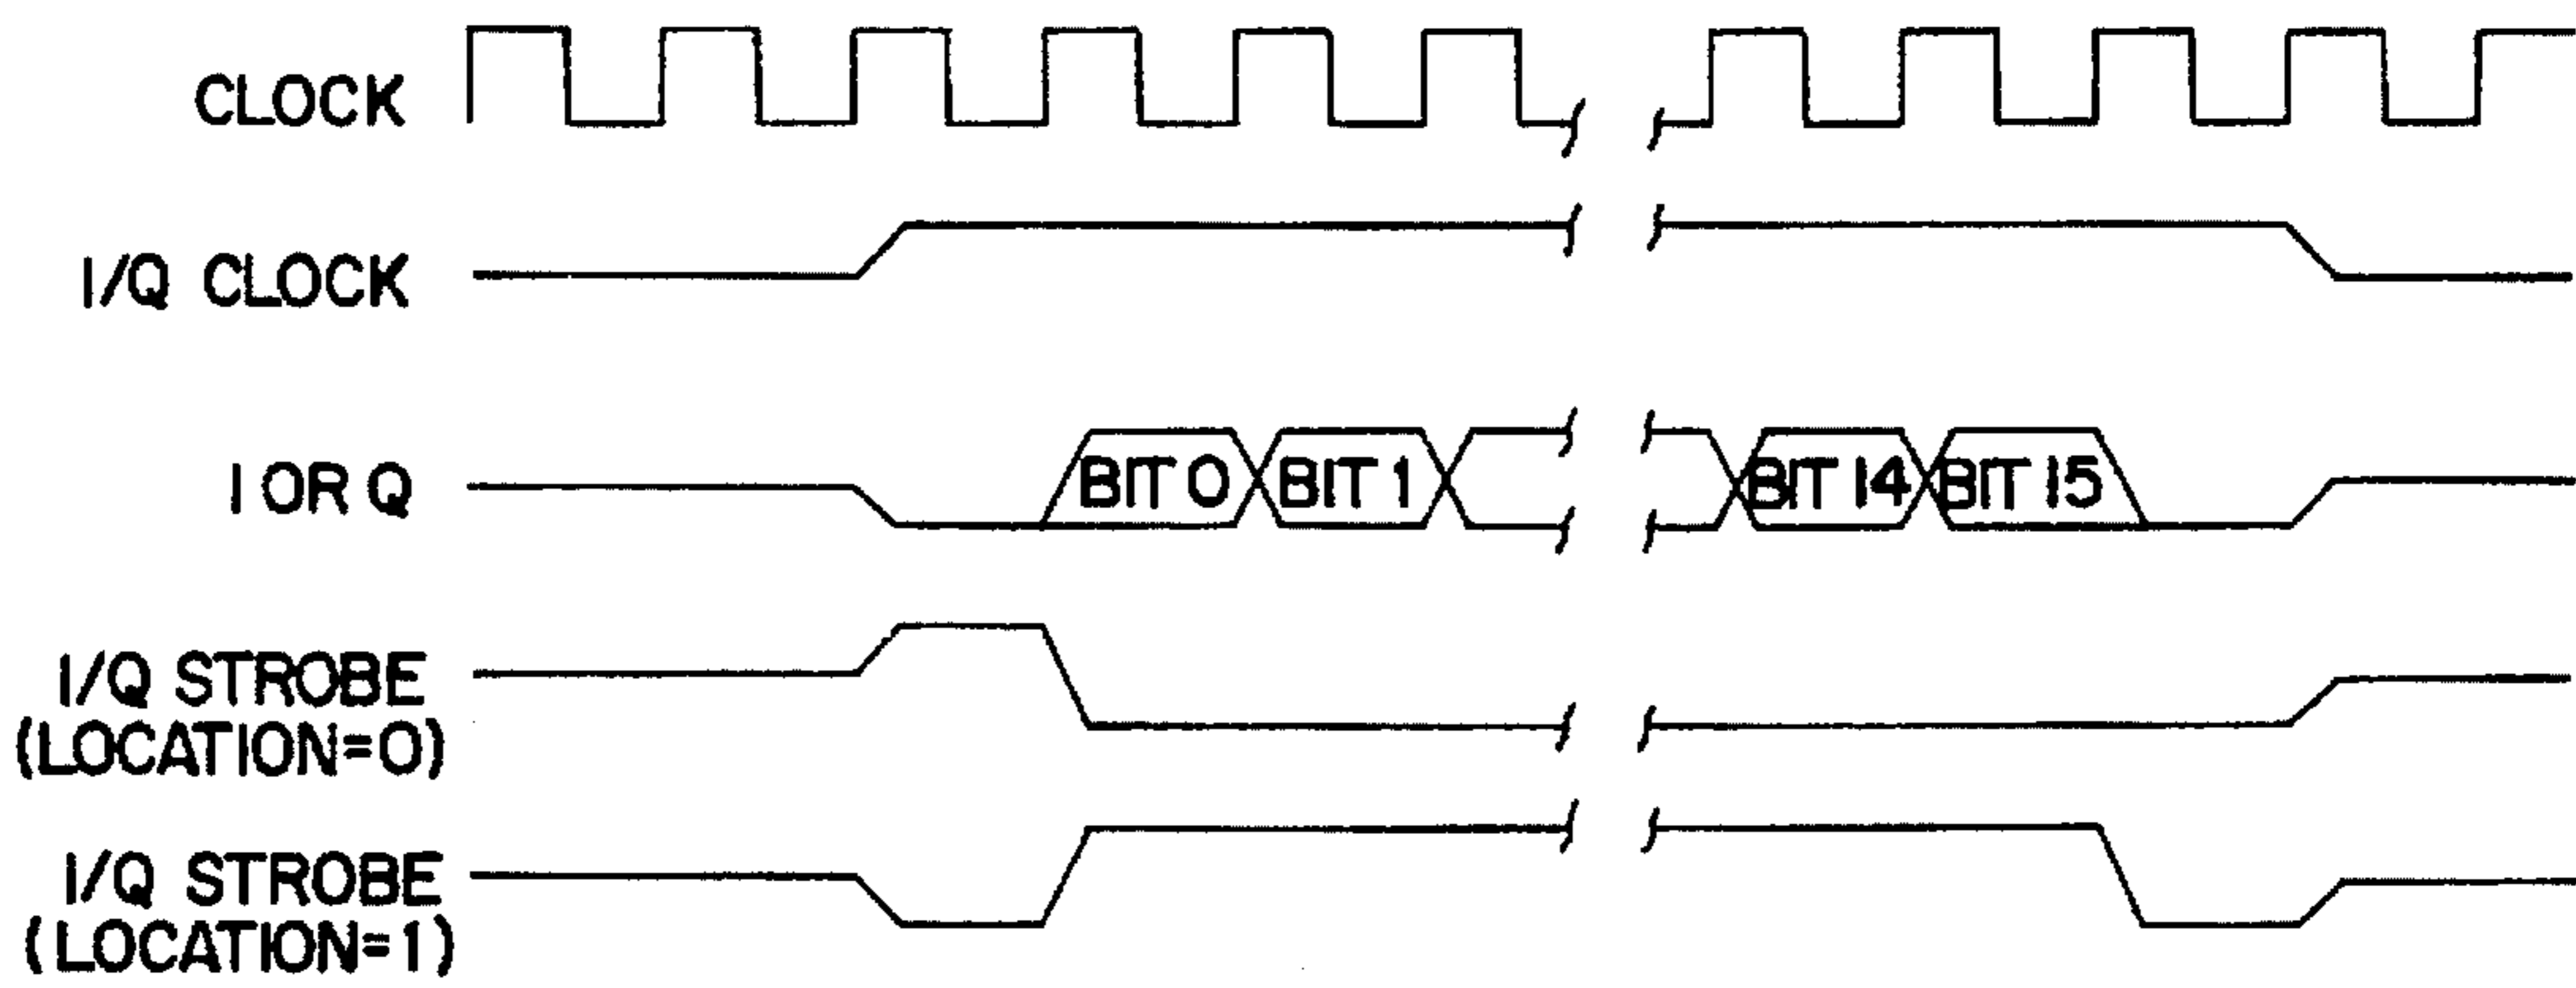 CLOCK
I/Q CLOCK
I OR Q
BIT 0
BIT 1
BIT 14
BIT 15
I/Q STROBE
(LOCATION=0)
I/Q STROBE
(LOCATION=1)